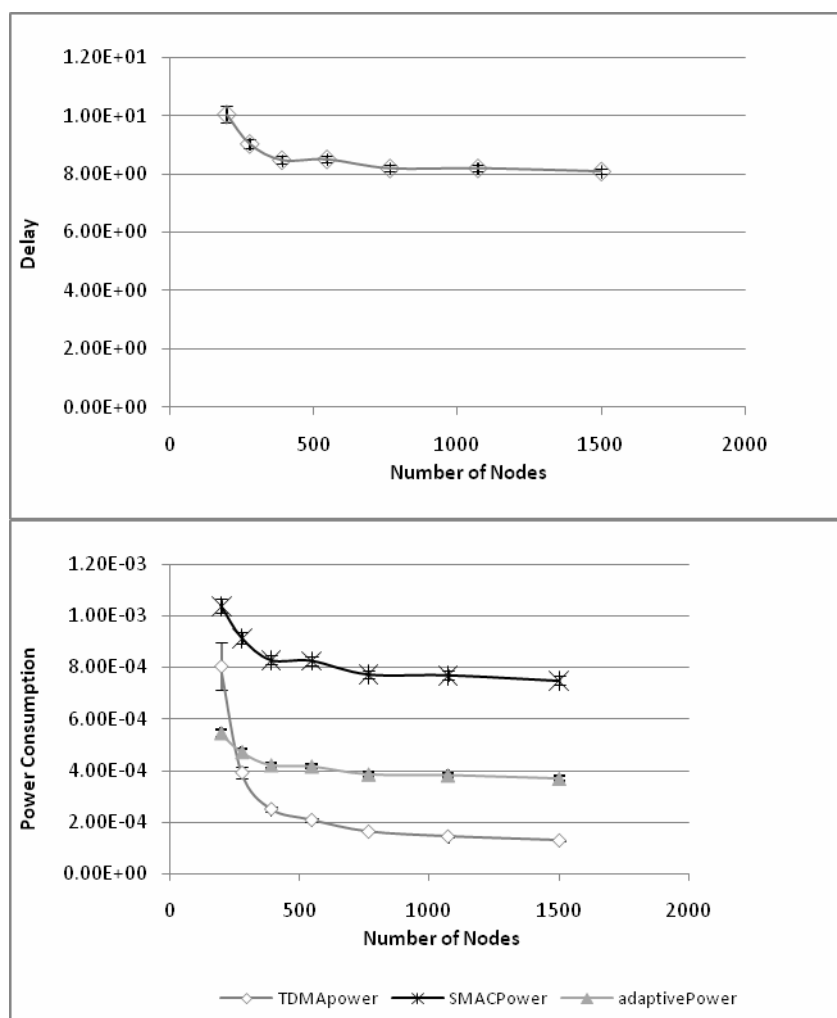 1.20E+01
1.00E+01
8.00E+00
6.00E+00
4.00E+00
2.00E+00
0.00E+00
Delay
0 500 1000 1500 2000
Number of Nodes
1.20E-03
1.00E-03
8.00E-04
6.00E-04
4.00E-04
2.00E-04
0.00E+00
Power Consumption
0 500 1000 1500 2000
Number of Nodes
TDMApower SMACPower adaptivePower